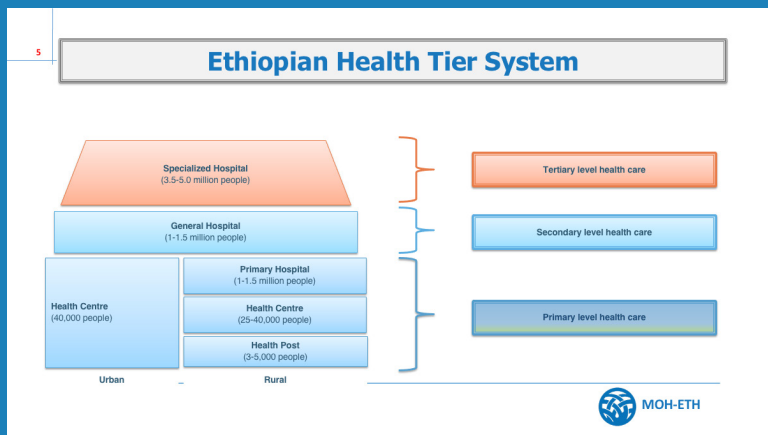 5
Ethiopian Health Tier System
Specialized Hospital
(3.5-5.0 million people)
Tertiary level health care
General Hospital
(1-1.5 million people)
Secondary level health care
Health Centre
(40,000 people)
Primary Hospital
(1-1.5 million people)
Health Centre
(25-40,000 people)
Health Post
(3-5,000 people)
Primary level health care
Urban
Rural
MOH-ETH